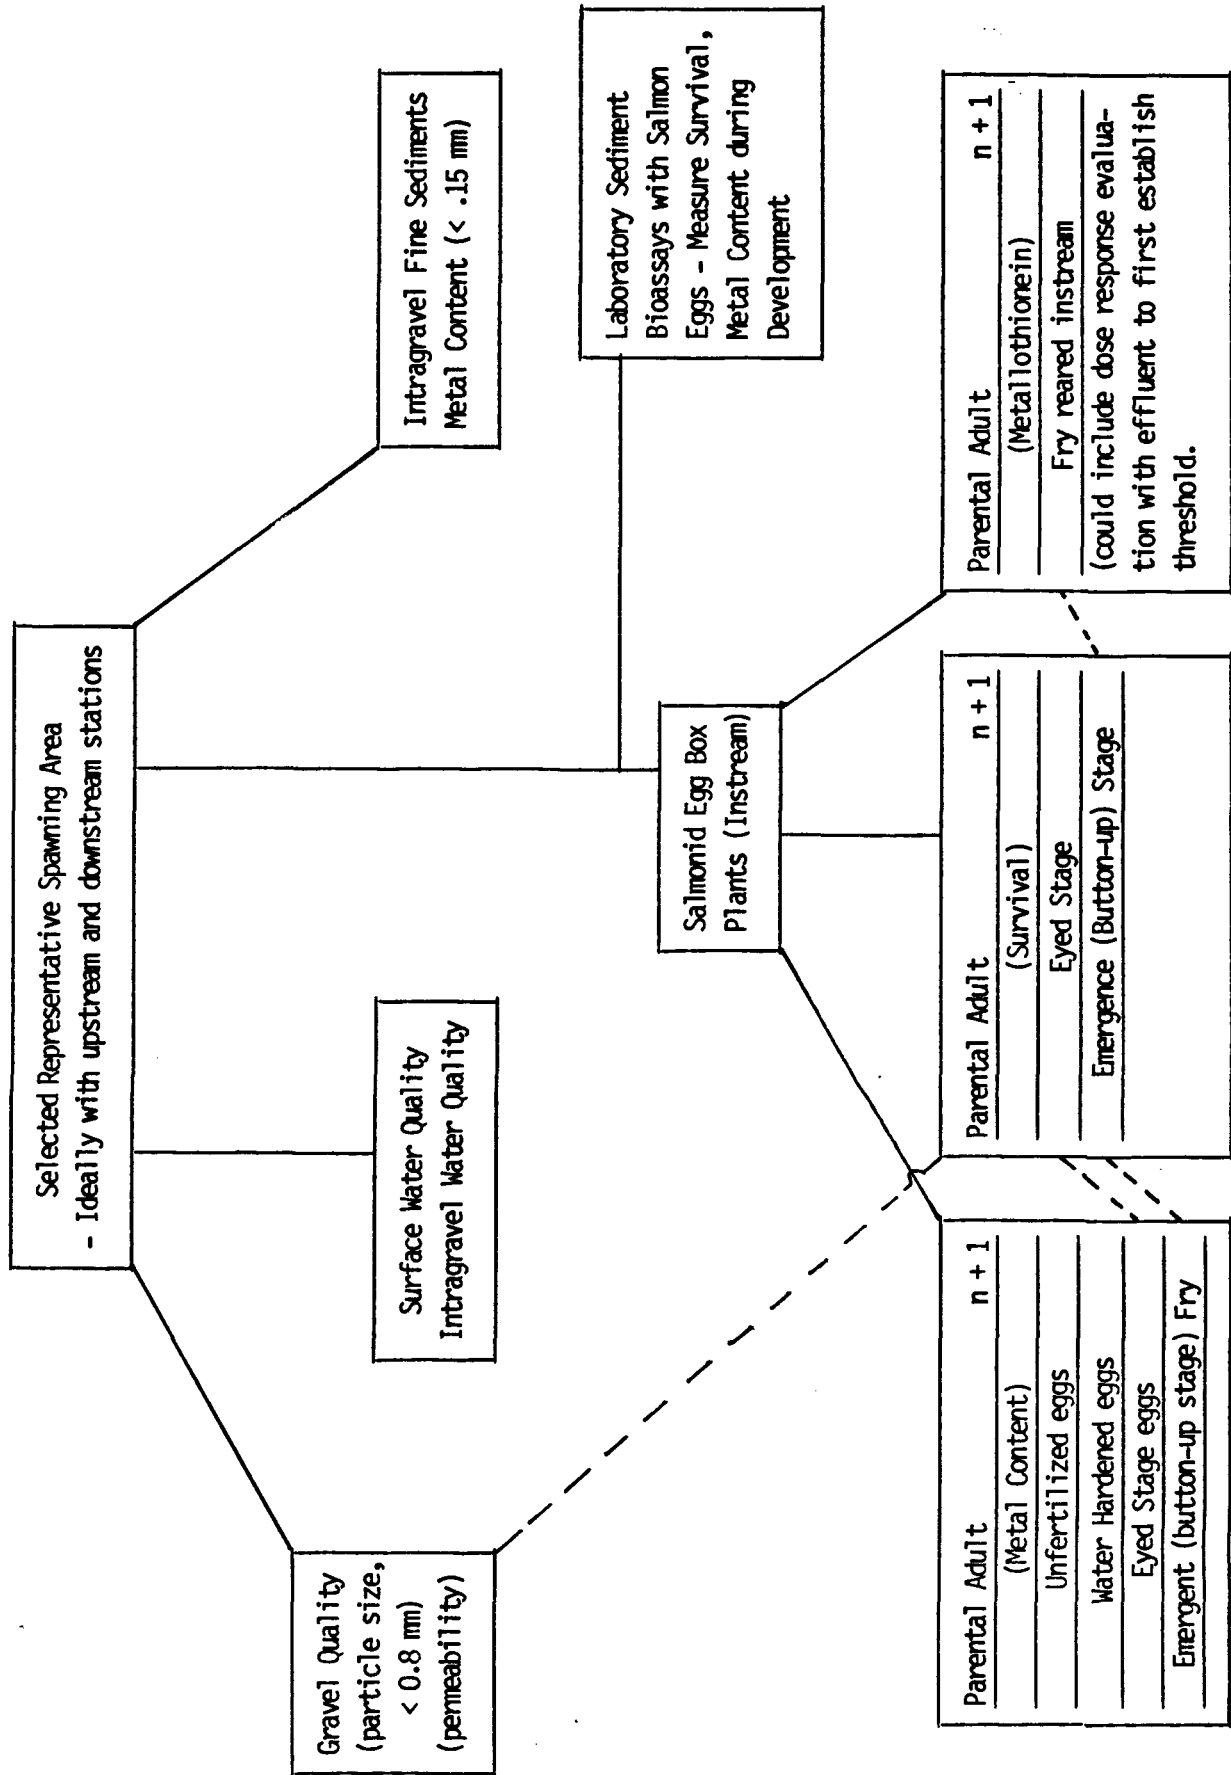 Selected Representative Spawning Area
- Ideally with upstream and downstream stations
Gravel Quality
(particle size,
< 0.8 mm)
(permeability)
Surface Water Quality
Intragravel Water Quality
Intragravel Fine Sediments
Metal Content (< .15 mm)
Laboratory Sediment
Bioassays with Salmon
Eggs - Measure Survival,
Metal Content during
Development
Salmonid Egg Box
Plants (Instream)
Parental Adult n + 1
(Metal Content)
Unfertilized eggs
Water Hardened eggs
Eyed Stage eggs
Emergent (button-up stage) Fry
Parental Adult n + 1
(Survival)
Eyed Stage
Emergence (Button-up) Stage
Parental Adult n + 1
(Metallothionein)
Fry reared instream
(could include dose response evalua-
tion with effluent to first establish
threshold.